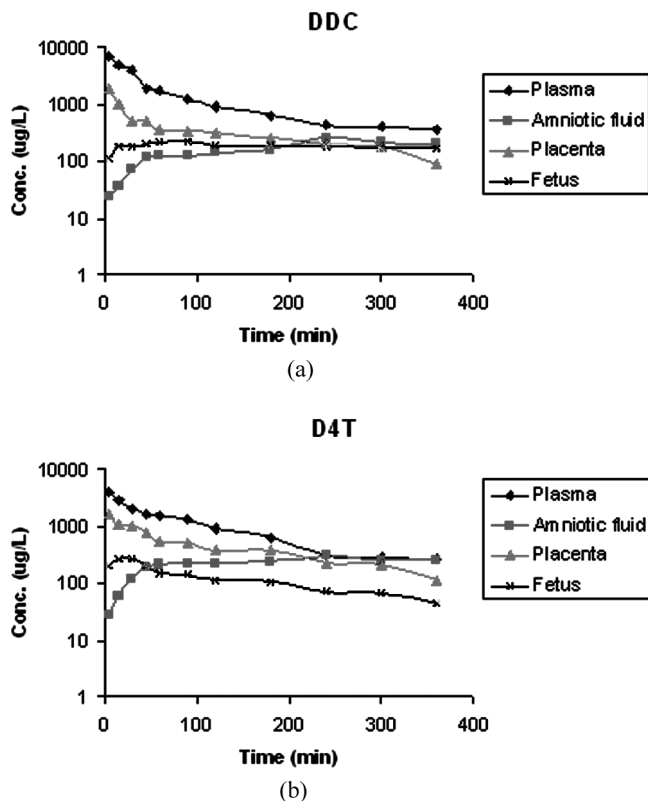 DDC
10000
1000
100
10
1
Conc. (ug/L)
0
100
200
300
400
Time (min)
Plasma
Amniotic fluid
Placenta
Fetus
(a)
D4T
10000
1000
100
10
1
Conc. (ug/L)
0
100
200
300
400
Time (min)
Plasma
Amniotic fluid
Placenta
Fetus
(b)